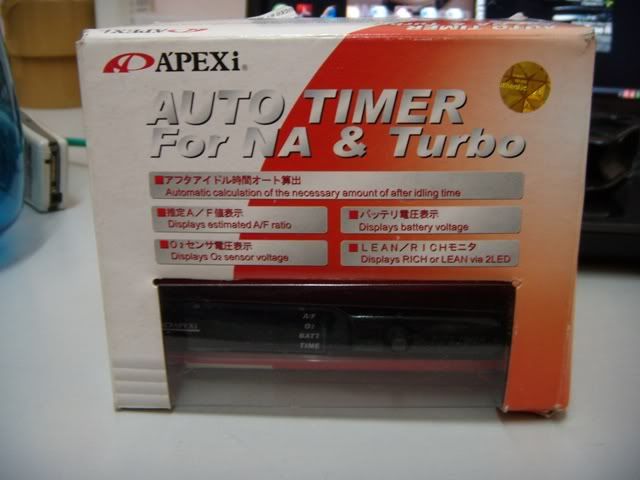 A'PEXi
AUTO TIMER
For NA & Turbo
■アフタアイドル時間オート算出
Automatic calculation of the necessary amount of after idling time
■推定A/F値表示
Displays estimated A/F ratio
■バッテリ電圧表示
Displays battery voltage
■O₂センサ電圧表示
Displays O₂ sensor voltage
■LEAN/RICHモニタ
Displays RICH or LEAN via 2LED
A'PEXi
A/F
O₂
BATT
TIME